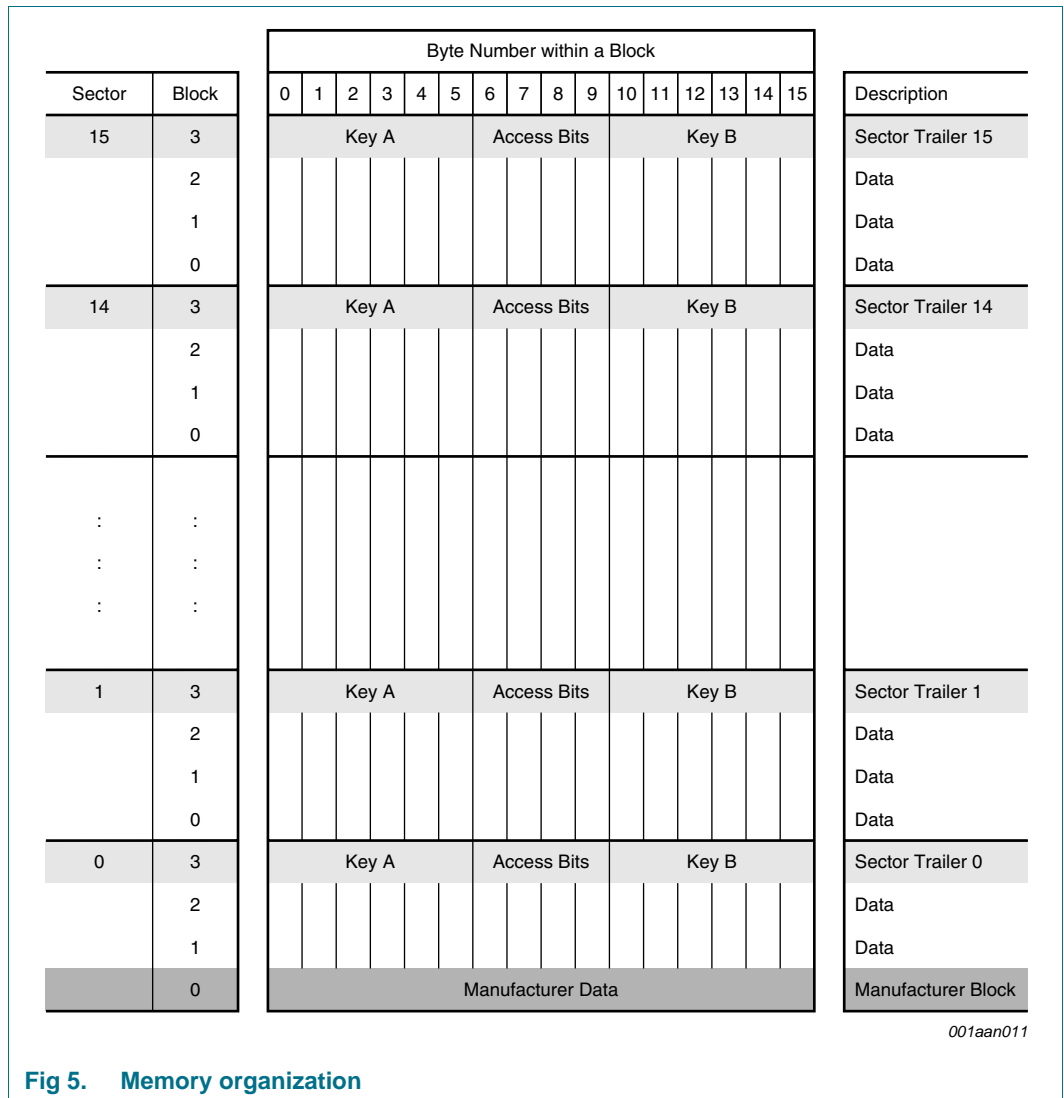 Byte Number within a Block
Sector Block 0 1 2 3 4 5 6 7 8 9 10 11 12 13 14 15 Description
15 3 Key A Access Bits Key B Sector Trailer 15
2 Data
1 Data
0 Data
14 3 Key A Access Bits Key B Sector Trailer 14
2 Data
1 Data
0 Data
: :
: :
: :
1 3 Key A Access Bits Key B Sector Trailer 1
2 Data
1 Data
0 Data
0 3 Key A Access Bits Key B Sector Trailer 0
2 Data
1 Data
0 Manufacturer Data Manufacturer Block
001aan011
Fig 5. Memory organization